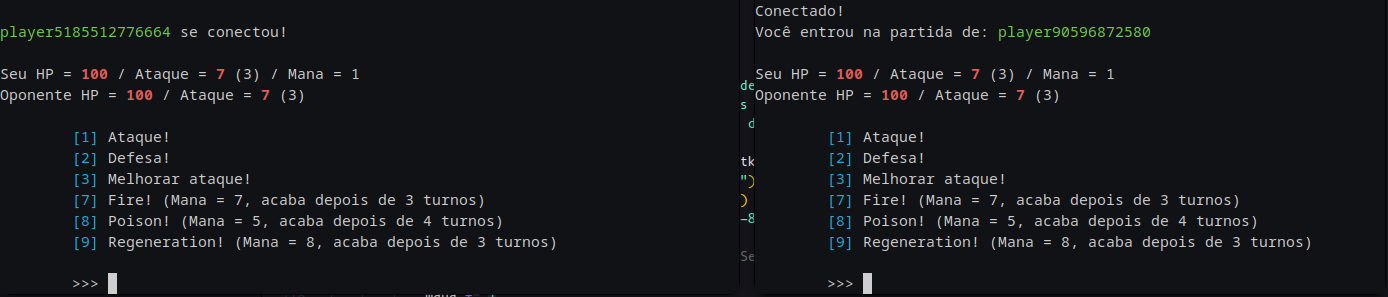 player5185512776664 se conectou!
Seu HP = 100 / Ataque = 7 (3) / Mana = 1
Oponente HP = 100 / Ataque = 7 (3)
[1] Ataque!
[2] Defesa!
[3] Melhorar ataque!
[7] Fire! (Mana = 7, acaba depois de 3 turnos)
[8] Poison! (Mana = 5, acaba depois de 4 turnos)
[9] Regeneration! (Mana = 8, acaba depois de 3 turnos)
>>>
de
s
d
tk
")
)
-8
Se
Conectado!
Você entrou na partida de: player90596872580
Seu HP = 100 / Ataque = 7 (3) / Mana = 1
Oponente HP = 100 / Ataque = 7 (3)
[1] Ataque!
[2] Defesa!
[3] Melhorar ataque!
[7] Fire! (Mana = 7, acaba depois de 3 turnos)
[8] Poison! (Mana = 5, acaba depois de 4 turnos)
[9] Regeneration! (Mana = 8, acaba depois de 3 turnos)
>>>